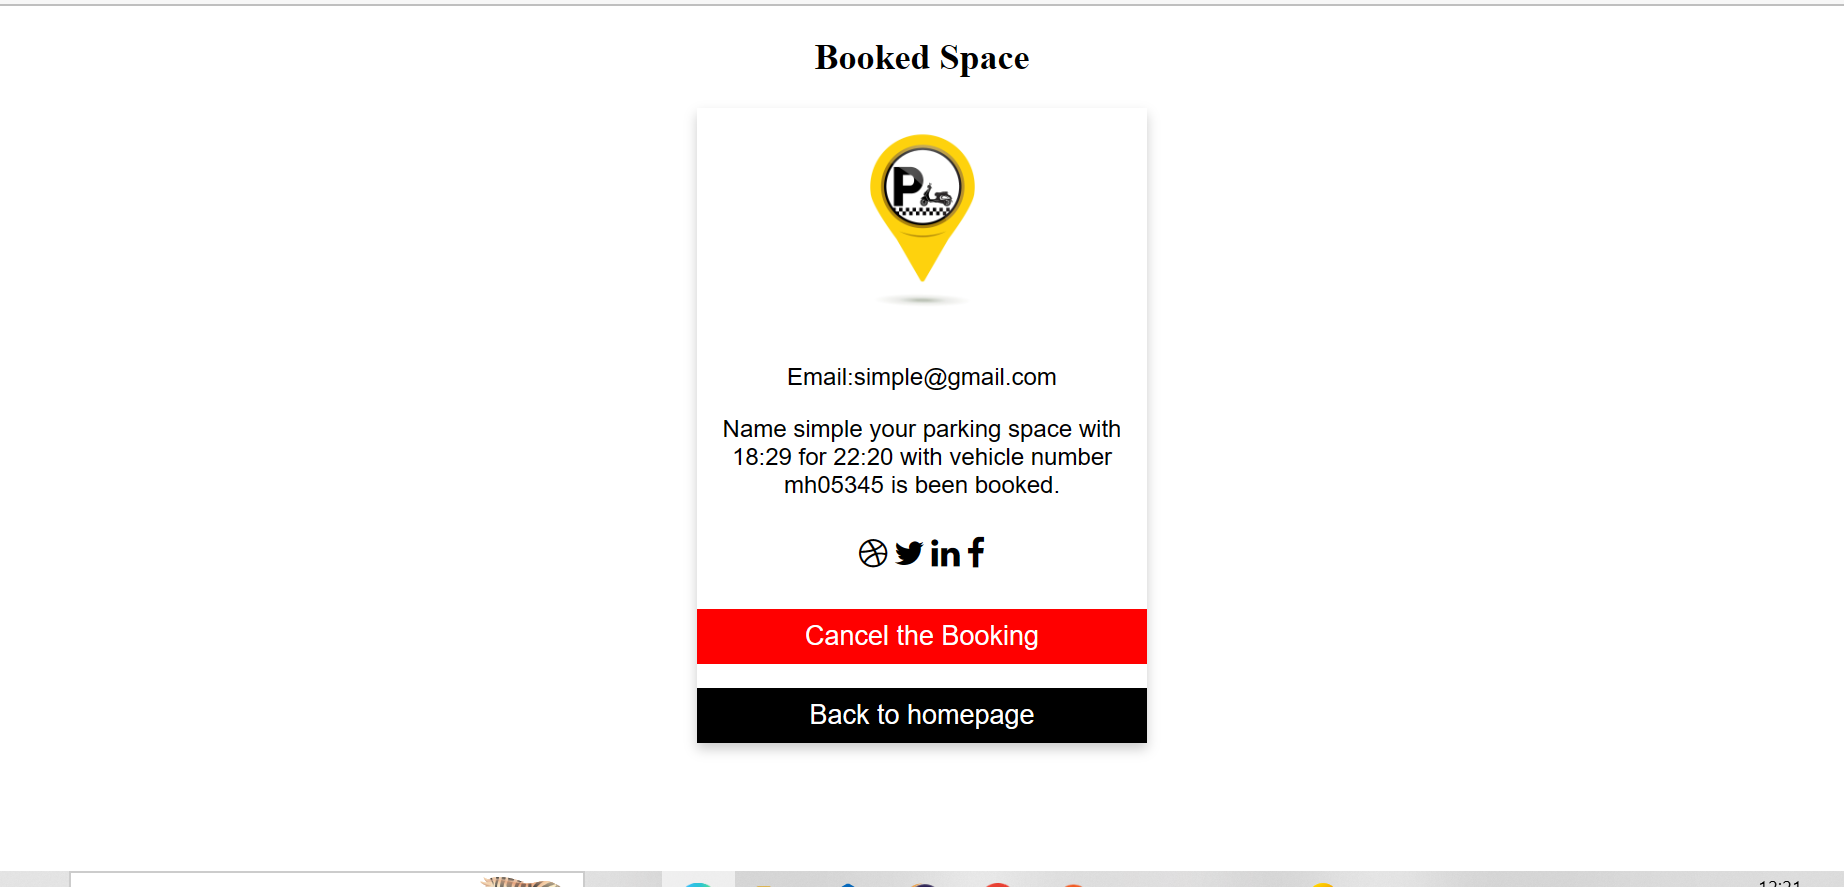 Booked Space
P
Email:simple@gmail.com
Name simple your parking space with
18:29 for 22:20 with vehicle number
mh05345 is been booked.
Cancel the Booking
Back to homepage